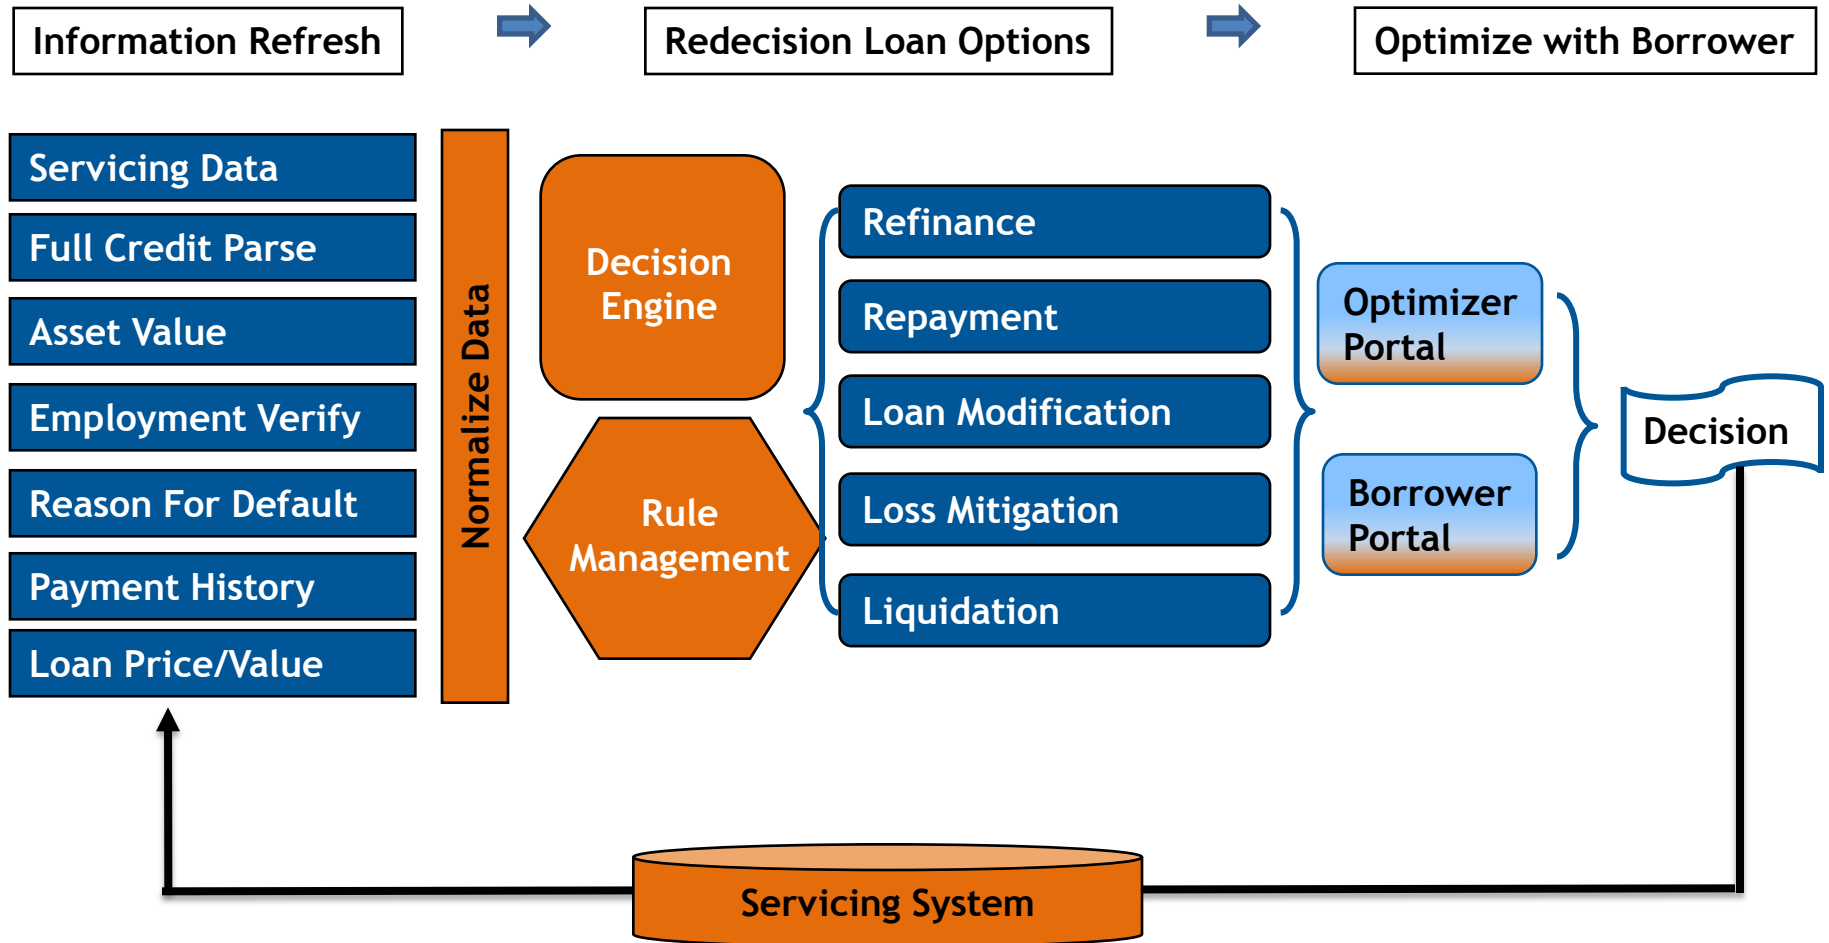 Information Refresh
Redecision Loan Options
Optimize with Borrower
Servicing Data
Full Credit Parse
Asset Value
Employment Verify
Reason For Default
Payment History
Loan Price/Value
Normalize Data
Decision
Engine
Rule
Management
Refinance
Repayment
Loan Modification
Loss Mitigation
Liquidation
Optimizer
Portal
Borrower
Portal
Decision
Servicing System